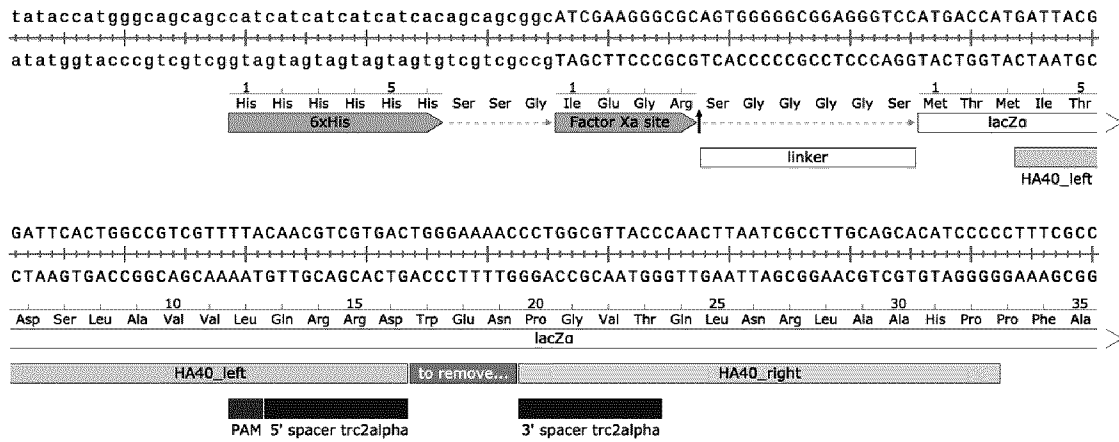 tataccatgggcagcagccatcatcatcatcatcacagcagcggcATCGAAGGGCGCAGTGGGGGCGGAGGGTCCATGACCATGATTACG
atatggtacccgtcgtcggtagtagtagtagtagtgtcgtcgccgTAGCTTCCCGCGTCACCCCCGCCTCCCAGGTACTGGTACTAATGC
1 5 1 1 5
His His His His His His Ser Ser Gly Ile Glu Gly Arg Ser Gly Gly Gly Gly Ser Met Thr Met Ile Thr
6xHis Factor Xa site lacZα
linker
HA40_left
GATTCACTGGCCGTCGTTTTACAACGTCGTGACTGGGAAAACCCTGGCGTTACCCAACTTAATCGCCTTGCAGCACATCCCCCTTTCGCC
CTAAGTGACCGGCAGCAAAATGTTGCAGCACTGACCCTTTTGGGACCGCAATGGGTTGAATTAGCGGAACGTCGTGTAGGGGGAAAGCGG
10 15 20 25 30 35
Asp Ser Leu Ala Val Val Leu Gln Arg Arg Asp Trp Glu Asn Pro Gly Val Thr Gln Leu Asn Arg Leu Ala Ala His Pro Pro Phe Ala
lacZα
HA40_left to remove... HA40_right
PAM 5' spacer trc2alpha 3' spacer trc2alpha